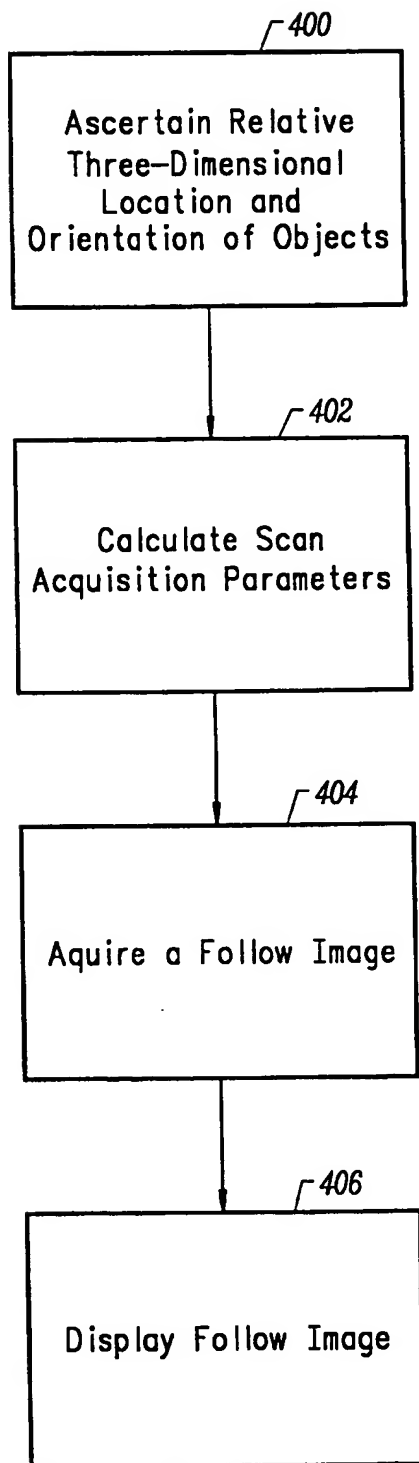 400
Ascertain Relative
Three-Dimensional
Location and
Orientation of Objects
402
Calculate Scan
Acquisition Parameters
404
Aquire a Follow Image
406
Display Follow Image